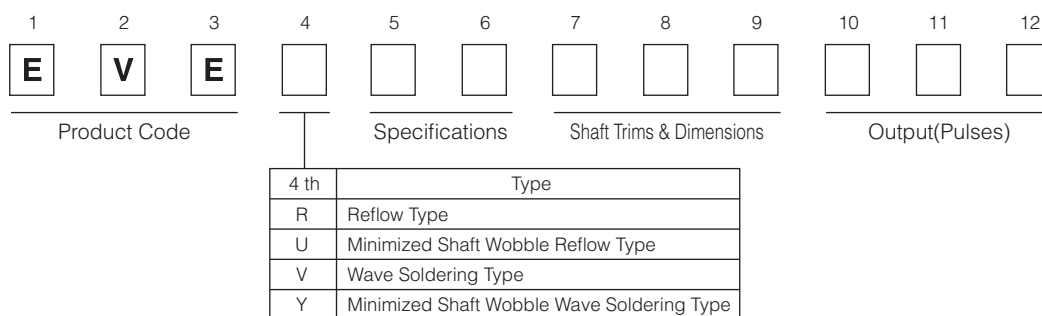 1 2 3 4 5 6 7 8 9 10 11 12
E V E
Product Code Specifications Shaft Trims & Dimensions Output(Pulses)
4 th Type
R Reflow Type
U Minimized Shaft Wobble Reflow Type
V Wave Soldering Type
Y Minimized Shaft Wobble Wave Soldering Type